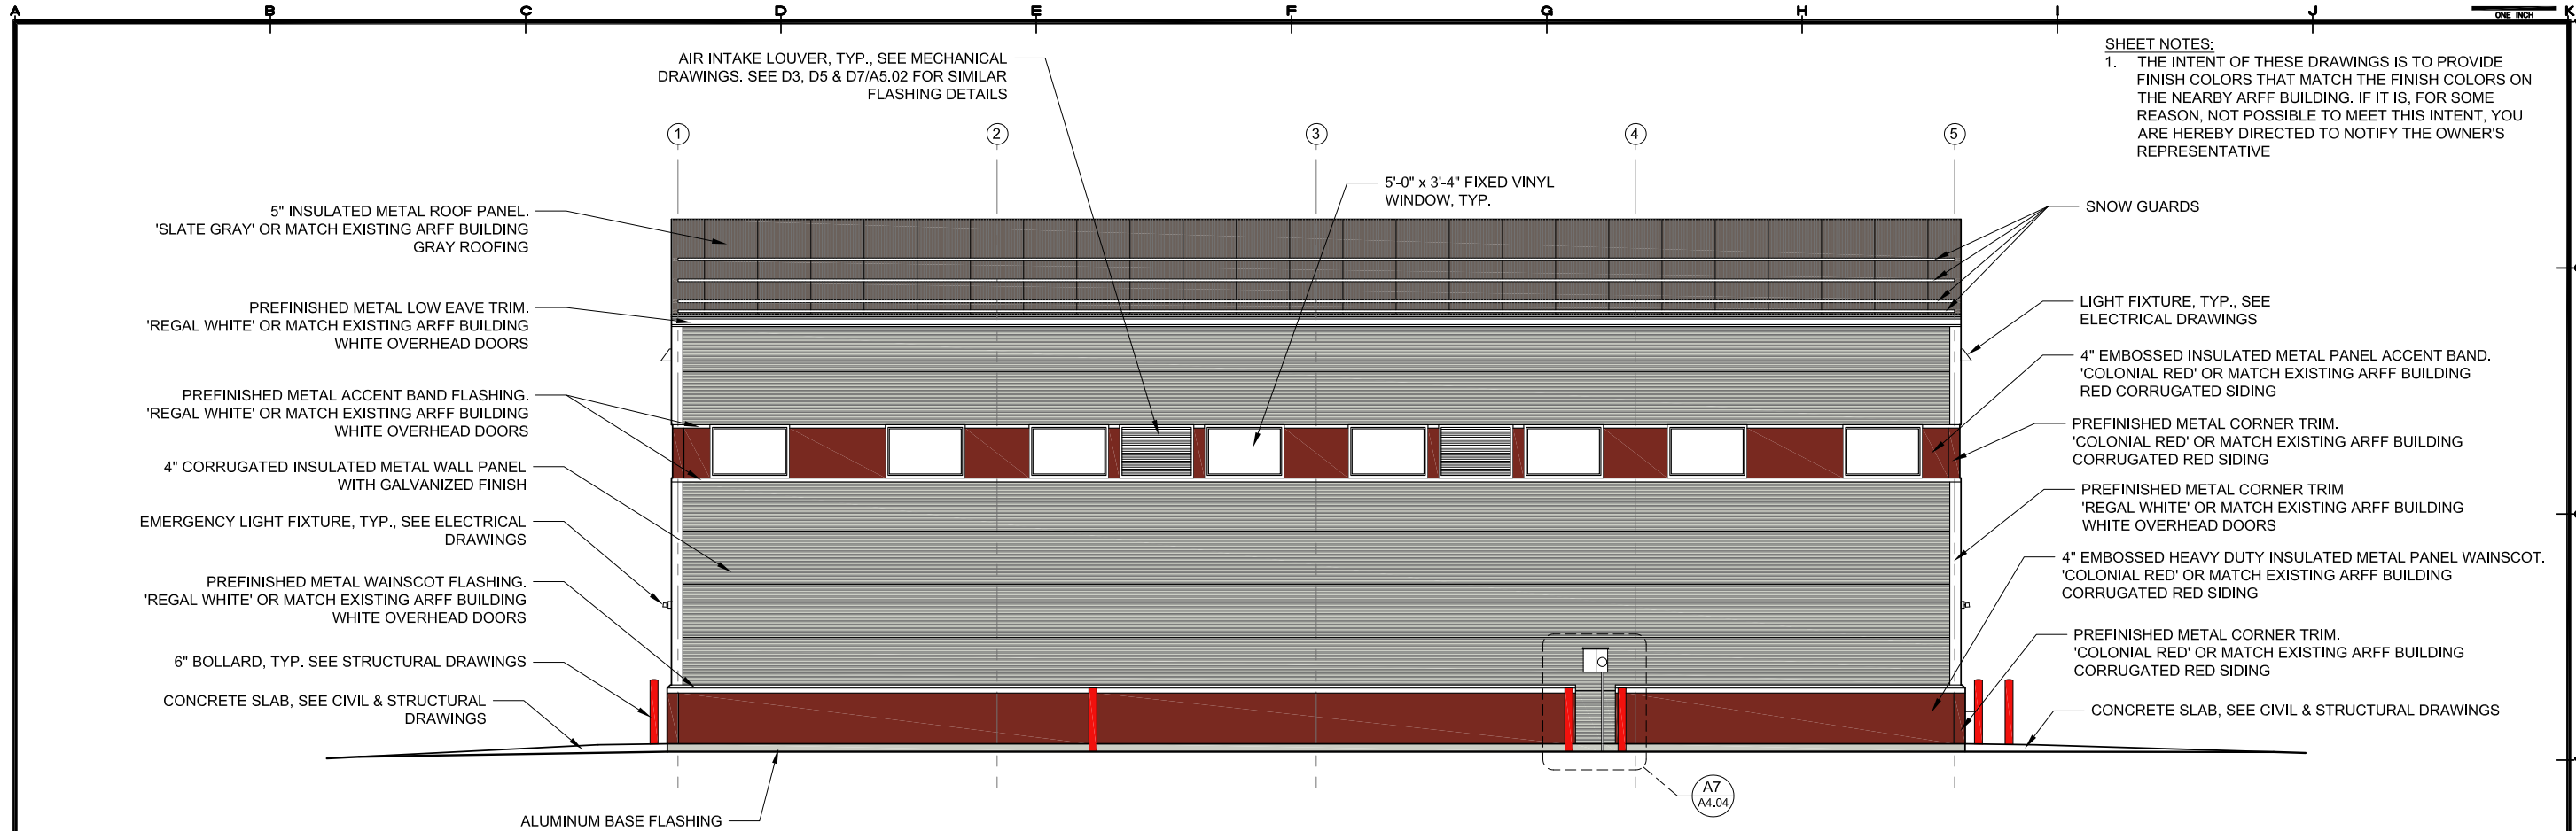 A B C D E F G H I J K
ONE INCH
SHEET NOTES:
1. THE INTENT OF THESE DRAWINGS IS TO PROVIDE
FINISH COLORS THAT MATCH THE FINISH COLORS ON
THE NEARBY ARFF BUILDING. IF IT IS, FOR SOME
REASON, NOT POSSIBLE TO MEET THIS INTENT, YOU
ARE HEREBY DIRECTED TO NOTIFY THE OWNER'S
REPRESENTATIVE
AIR INTAKE LOUVER, TYP., SEE MECHANICAL
DRAWINGS. SEE D3, D5 & D7/A5.02 FOR SIMILAR
FLASHING DETAILS
1 2 3 4 5
5'-0" x 3'-4" FIXED VINYL
WINDOW, TYP.
5" INSULATED METAL ROOF PANEL.
'SLATE GRAY' OR MATCH EXISTING ARFF BUILDING
GRAY ROOFING
PREFINISHED METAL LOW EAVE TRIM.
'REGAL WHITE' OR MATCH EXISTING ARFF BUILDING
WHITE OVERHEAD DOORS
PREFINISHED METAL ACCENT BAND FLASHING.
'REGAL WHITE' OR MATCH EXISTING ARFF BUILDING
WHITE OVERHEAD DOORS
4" CORRUGATED INSULATED METAL WALL PANEL
WITH GALVANIZED FINISH
EMERGENCY LIGHT FIXTURE, TYP., SEE ELECTRICAL
DRAWINGS
PREFINISHED METAL WAINSCOT FLASHING.
'REGAL WHITE' OR MATCH EXISTING ARFF BUILDING
WHITE OVERHEAD DOORS
6" BOLLARD, TYP. SEE STRUCTURAL DRAWINGS
CONCRETE SLAB, SEE CIVIL & STRUCTURAL
DRAWINGS
ALUMINUM BASE FLASHING
SNOW GUARDS
LIGHT FIXTURE, TYP., SEE
ELECTRICAL DRAWINGS
4" EMBOSSED INSULATED METAL PANEL ACCENT BAND.
'COLONIAL RED' OR MATCH EXISTING ARFF BUILDING
RED CORRUGATED SIDING
PREFINISHED METAL CORNER TRIM.
'COLONIAL RED' OR MATCH EXISTING ARFF BUILDING
CORRUGATED RED SIDING
PREFINISHED METAL CORNER TRIM
'REGAL WHITE' OR MATCH EXISTING ARFF BUILDING
WHITE OVERHEAD DOORS
4" EMBOSSED HEAVY DUTY INSULATED METAL PANEL WAINSCOT.
'COLONIAL RED' OR MATCH EXISTING ARFF BUILDING
CORRUGATED RED SIDING
PREFINISHED METAL CORNER TRIM.
'COLONIAL RED' OR MATCH EXISTING ARFF BUILDING
CORRUGATED RED SIDING
CONCRETE SLAB, SEE CIVIL & STRUCTURAL DRAWINGS
A7
A4.04